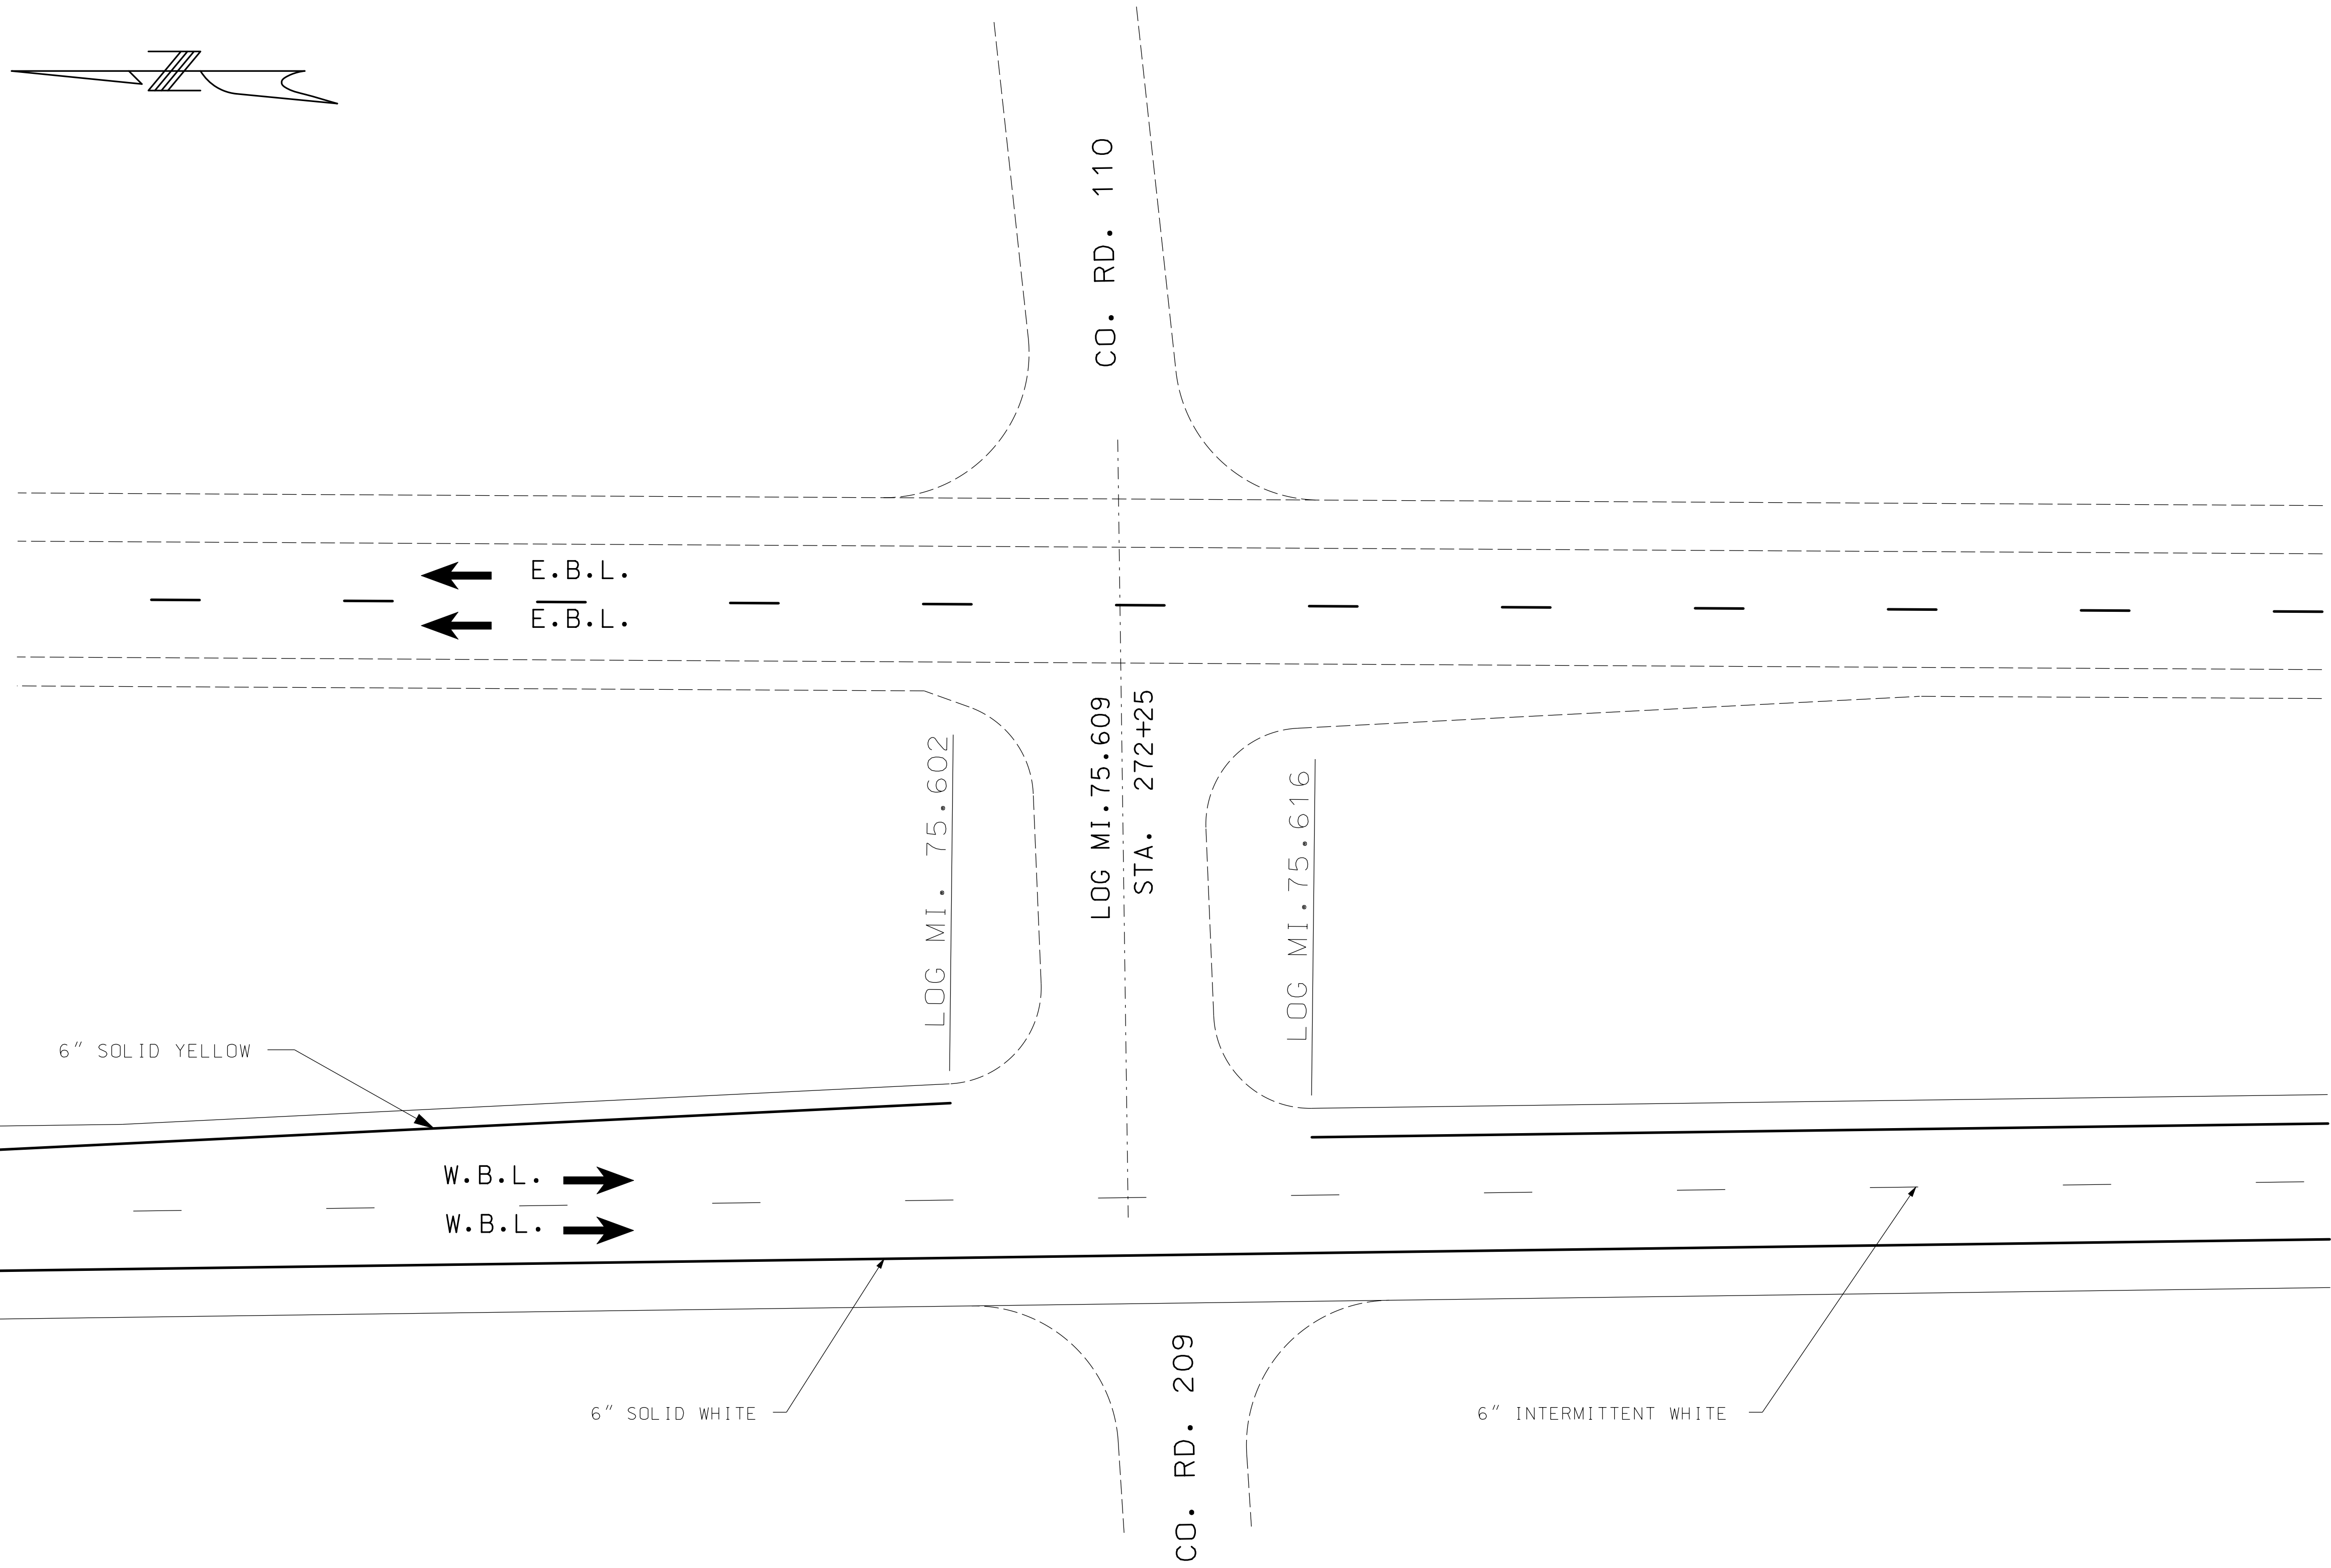 CO. RD. 110
E.B.L.
E.B.L.
LOG MI. 75.602
LOG MI.75.609
STA. 272+25
LOG MI.75.616
6" SOLID YELLOW
W.B.L.
W.B.L.
6" SOLID WHITE
CO. RD. 209
6" INTERMITTENT WHITE